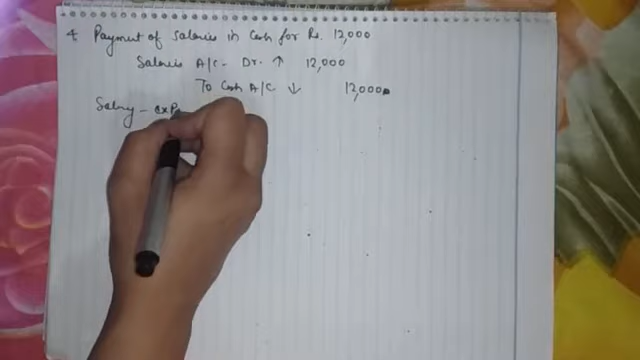 4. Payment of Salaries in Cash for Rs. 12,000
Salaries A/C- Dr. ↑ 12,000
To Cash A/C ↓ 12,000
Salary - exp